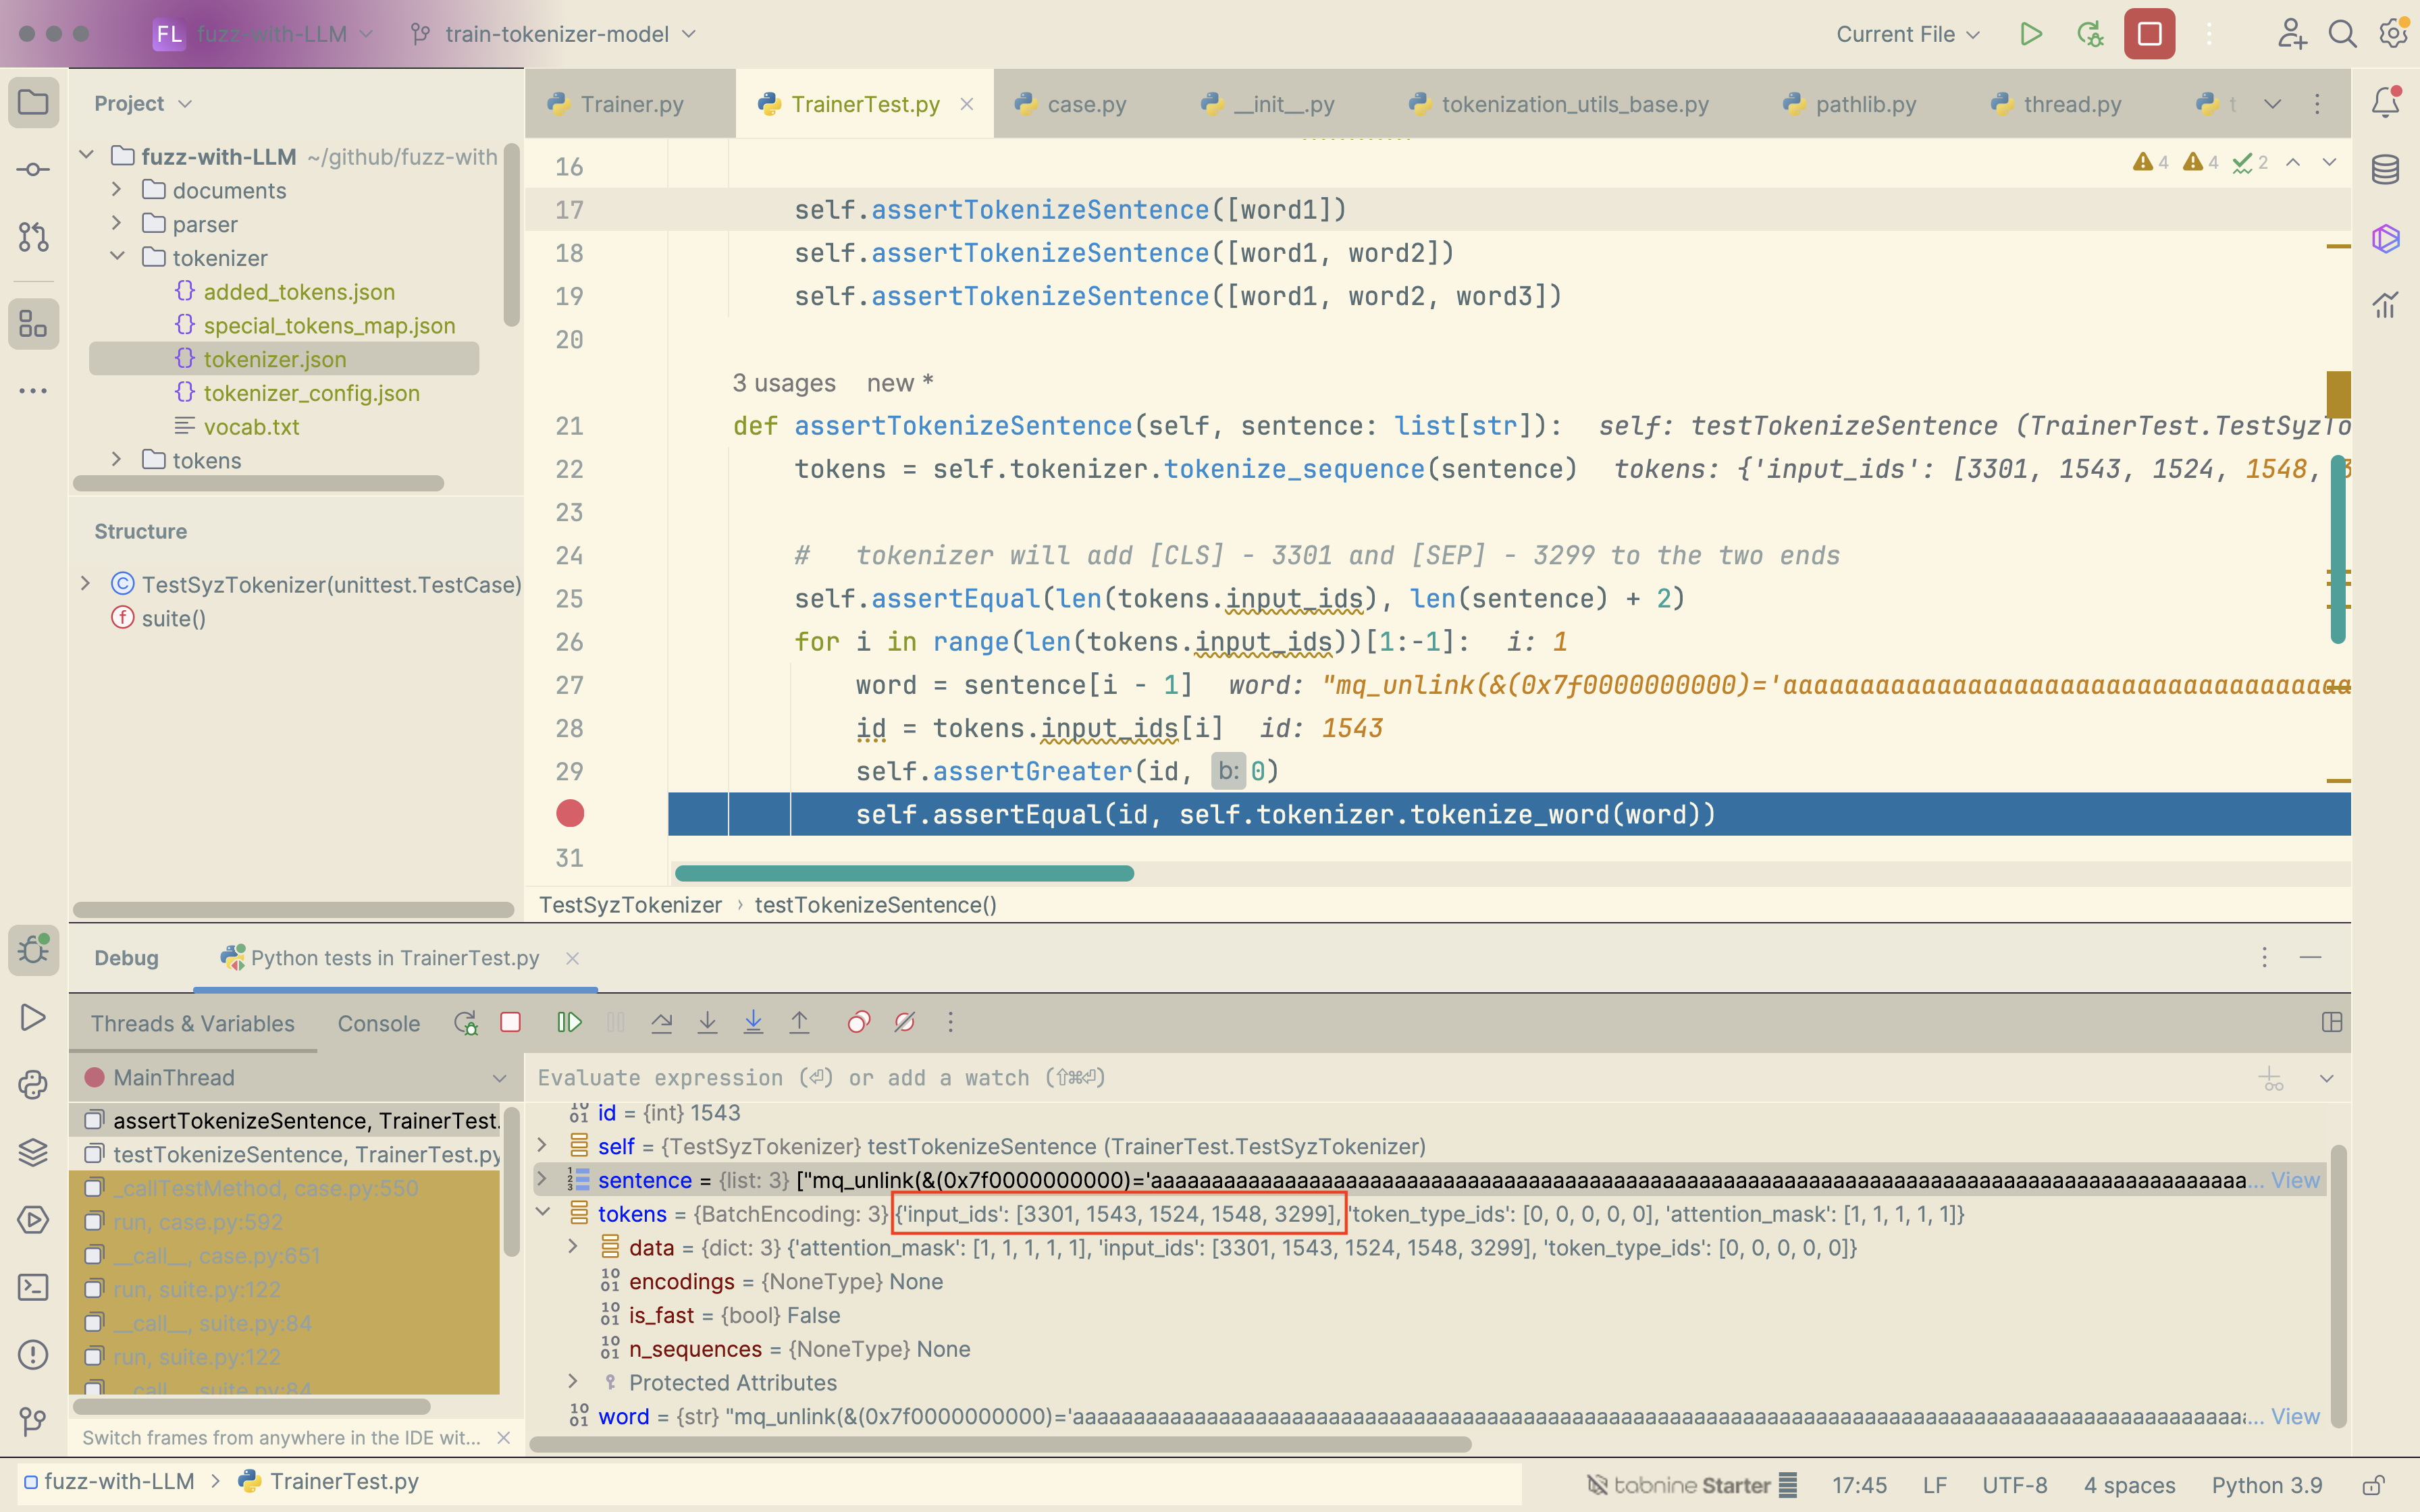 FL fuzz-with-LLM train-tokenizer-model Current File
Project
fuzz-with-LLM ~/github/fuzz-with
documents
parser
tokenizer
added_tokens.json
special_tokens_map.json
tokenizer.json
tokenizer_config.json
vocab.txt
tokens
Structure
TestSyzTokenizer(unittest.TestCase)
suite()
Trainer.py TrainerTest.py case.py __init__.py tokenization_utils_base.py pathlib.py thread.py t
4 4 2
16
17 self.assertTokenizeSentence([word1])
18 self.assertTokenizeSentence([word1, word2])
19 self.assertTokenizeSentence([word1, word2, word3])
20
3 usages new *
21 def assertTokenizeSentence(self, sentence: list[str]): self: testTokenizeSentence (TrainerTest.TestSyzTo
22 tokens = self.tokenizer.tokenize_sequence(sentence) tokens: {'input_ids': [3301, 1543, 1524, 1548, 3
23
24 # tokenizer will add [CLS] - 3301 and [SEP] - 3299 to the two ends
25 self.assertEqual(len(tokens.input_ids), len(sentence) + 2)
26 for i in range(len(tokens.input_ids))[1:-1]: i: 1
27 word = sentence[i - 1] word: "mq_unlink(&(0x7f0000000000)='aaaaaaaaaaaaaaaaaaaaaaaaaaaaaaaaaaaaa
28 id = tokens.input_ids[i] id: 1543
29 self.assertGreater(id, b: 0)
self.assertEqual(id, self.tokenizer.tokenize_word(word))
31
TestSyzTokenizer › testTokenizeSentence()
Debug Python tests in TrainerTest.py
Threads & Variables Console
MainThread
assertTokenizeSentence, TrainerTest.
testTokenizeSentence, TrainerTest.py
_callTestMethod, case.py:550
run, case.py:592
__call__, case.py:651
run, suite.py:122
__call__, suite.py:84
run, suite.py:122
__call__, suite.py:84
Switch frames from anywhere in the IDE wit...
Evaluate expression (⏎) or add a watch (⇧⌘⏎)
id = {int} 1543
self = {TestSyzTokenizer} testTokenizeSentence (TrainerTest.TestSyzTokenizer)
sentence = {list: 3} ["mq_unlink(&(0x7f0000000000)='aaaaaaaaaaaaaaaaaaaaaaaaaaaaaaaaaaaaaaaaaaaaaaaaaaaaaaaaaaaaaaaaaaaaaaaaaaaaaaaaaaaaaaaaaa... View
tokens = {BatchEncoding: 3} {'input_ids': [3301, 1543, 1524, 1548, 3299], 'token_type_ids': [0, 0, 0, 0, 0], 'attention_mask': [1, 1, 1, 1, 1]}
data = {dict: 3} {'attention_mask': [1, 1, 1, 1, 1], 'input_ids': [3301, 1543, 1524, 1548, 3299], 'token_type_ids': [0, 0, 0, 0, 0]}
encodings = {NoneType} None
is_fast = {bool} False
n_sequences = {NoneType} None
Protected Attributes
word = {str} "mq_unlink(&(0x7f0000000000)='aaaaaaaaaaaaaaaaaaaaaaaaaaaaaaaaaaaaaaaaaaaaaaaaaaaaaaaaaaaaaaaaaaaaaaaaaaaaaaaaaaaaaaaaaaaaaaaa... View
fuzz-with-LLM > TrainerTest.py tabnine Starter 17:45 LF UTF-8 4 spaces Python 3.9